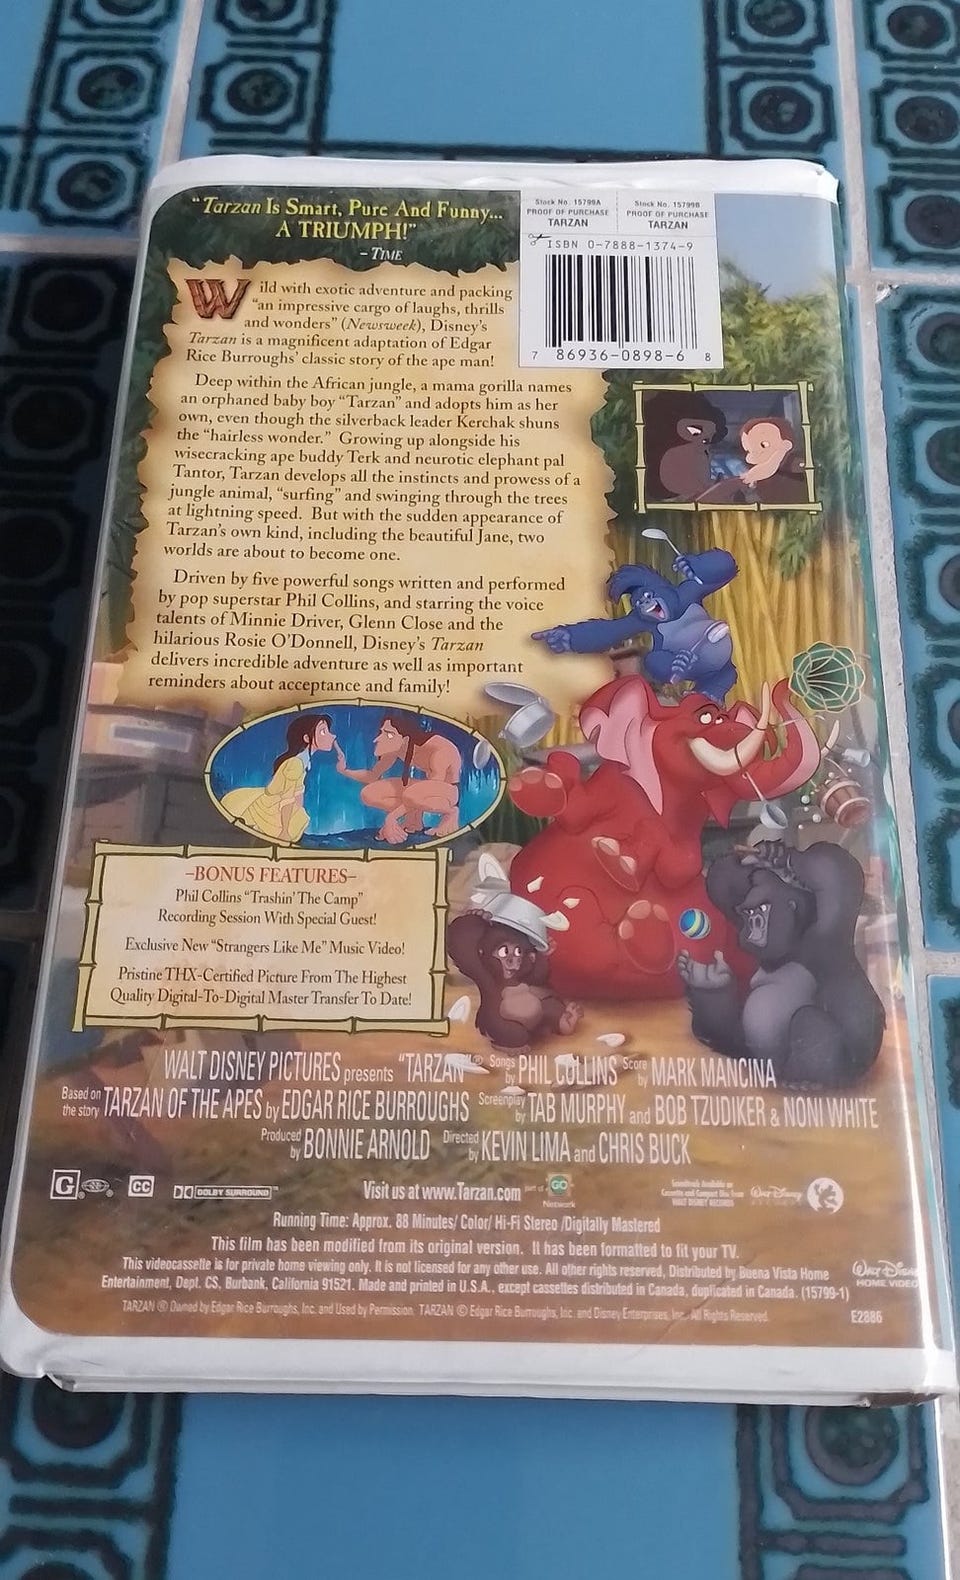 "Tarzan Is Smart, Pure And Funny...
A TRIUMPH!"
– TIME
Stock No. 15799A
PROOF OF PURCHASE
TARZAN
Stock No. 15799B
PROOF OF PURCHASE
TARZAN
ISBN 0-7888-1374-9
7 86936-0898-6 8
Wild with exotic adventure and packing
"an impressive cargo of laughs, thrills
and wonders" (Newsweek), Disney's
Tarzan is a magnificent adaptation of Edgar
Rice Burroughs' classic story of the ape man!
Deep within the African jungle, a mama gorilla names
an orphaned baby boy "Tarzan" and adopts him as her
own, even though the silverback leader Kerchak shuns
the "hairless wonder." Growing up alongside his
wisecracking ape buddy Terk and neurotic elephant pal
Tantor, Tarzan develops all the instincts and prowess of a
jungle animal, "surfing" and swinging through the trees
at lightning speed. But with the sudden appearance of
Tarzan's own kind, including the beautiful Jane, two
worlds are about to become one.
Driven by five powerful songs written and performed
by pop superstar Phil Collins, and starring the voice
talents of Minnie Driver, Glenn Close and the
hilarious Rosie O'Donnell, Disney's Tarzan
delivers incredible adventure as well as important
reminders about acceptance and family!
–BONUS FEATURES–
Phil Collins "Trashin' The Camp"
Recording Session With Special Guest!
Exclusive New "Strangers Like Me" Music Video!
Pristine THX-Certified Picture From The Highest
Quality Digital-To-Digital Master Transfer To Date!
WALT DISNEY PICTURES presents "TARZAN"® Songs by PHIL COLLINS Score by MARK MANCINA
Based on the story TARZAN OF THE APES by EDGAR RICE BURROUGHS Screenplay by TAB MURPHY and BOB TZUDIKER & NONI WHITE
Produced by BONNIE ARNOLD Directed by KEVIN LIMA and CHRIS BUCK
G CC DOLBY SURROUND Visit us at www.Tarzan.com part of GO Network
Soundtrack Available on
Cassette and Compact Disc from
WALT DISNEY RECORDS
Walt Disney
Running Time: Approx. 88 Minutes/ Color/ Hi-Fi Stereo /Digitally Mastered
This film has been modified from its original version. It has been formatted to fit your TV.
This videocassette is for private home viewing only. It is not licensed for any other use. All other rights reserved, Distributed by Buena Vista Home
Entertainment, Dept. CS, Burbank, California 91521. Made and printed in U.S.A., except cassettes distributed in Canada, duplicated in Canada. (15799-1)
WALT DISNEY
HOME VIDEO
TARZAN ® Owned by Edgar Rice Burroughs, Inc. and Used by Permission. TARZAN © Edgar Rice Burroughs, Inc. and Disney Enterprises, Inc. All Rights Reserved.
E2886